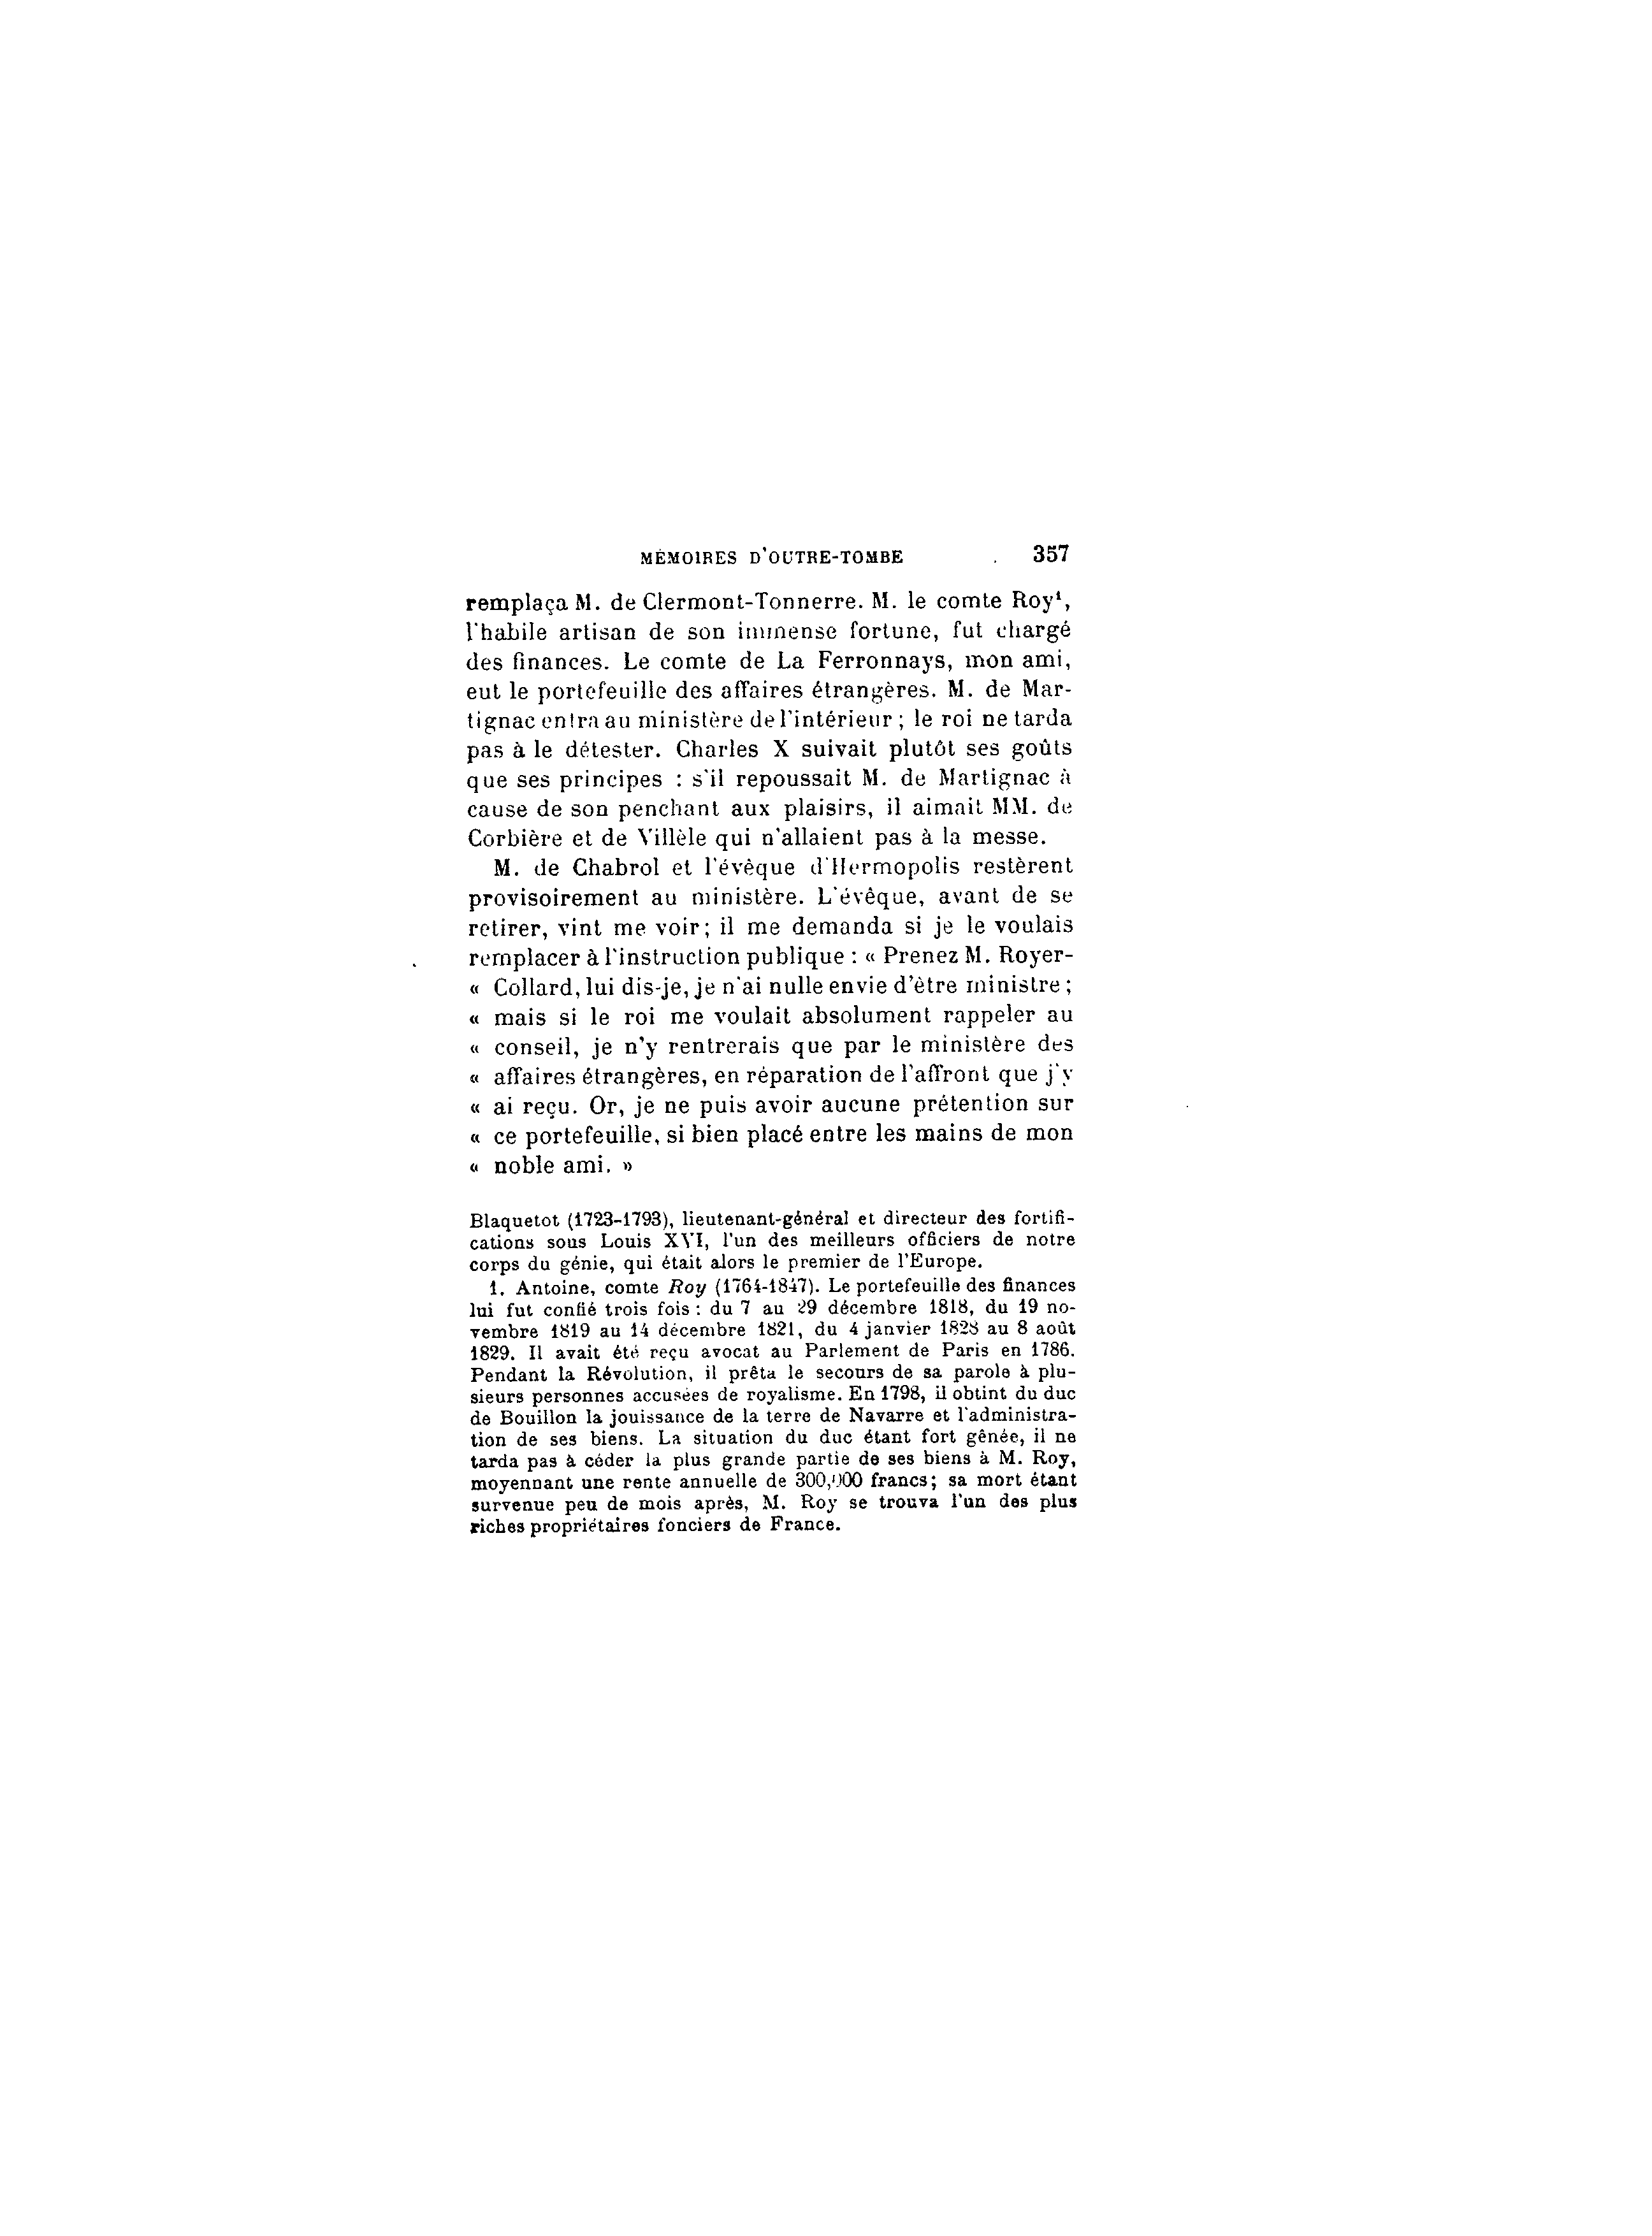 MÉMOIRES D'OUTRE-TOMBE 357
remplaça M. de Clermont-Tonnerre. M. le comte Roy¹,
l'habile artisan de son immense fortune, fut chargé
des finances. Le comte de La Ferronnays, mon ami,
eut le portefeuille des affaires étrangères. M. de Mar-
tignac entra au ministère de l'intérieur ; le roi ne tarda
pas à le détester. Charles X suivait plutôt ses goûts
que ses principes : s'il repoussait M. de Martignac à
cause de son penchant aux plaisirs, il aimait MM. de
Corbière et de Villèle qui n'allaient pas à la messe.
M. de Chabrol et l'évêque d'Hermopolis restèrent
provisoirement au ministère. L'évêque, avant de se
retirer, vint me voir ; il me demanda si je le voulais
remplacer à l'instruction publique : « Prenez M. Royer-
« Collard, lui dis-je, je n'ai nulle envie d'être ministre ;
« mais si le roi me voulait absolument rappeler au
« conseil, je n'y rentrerais que par le ministère des
« affaires étrangères, en réparation de l'affront que j'y
« ai reçu. Or, je ne puis avoir aucune prétention sur
« ce portefeuille, si bien placé entre les mains de mon
« noble ami. »
Blaquetot (1723-1793), lieutenant-général et directeur des fortifi-
cations sous Louis XVI, l'un des meilleurs officiers de notre
corps du génie, qui était alors le premier de l'Europe.
1. Antoine, comte Roy (1764-1847). Le portefeuille des finances
lui fut confié trois fois : du 7 au 29 décembre 1818, du 19 no-
vembre 1819 au 14 décembre 1821, du 4 janvier 1828 au 8 août
1829. Il avait été reçu avocat au Parlement de Paris en 1786.
Pendant la Révolution, il prêta le secours de sa parole à plu-
sieurs personnes accusées de royalisme. En 1798, il obtint du duc
de Bouillon la jouissance de la terre de Navarre et l'administra-
tion de ses biens. La situation du duc étant fort gênée, il ne
tarda pas à céder la plus grande partie de ses biens à M. Roy,
moyennant une rente annuelle de 300,000 francs ; sa mort étant
survenue peu de mois après, M. Roy se trouva l'un des plus
riches propriétaires fonciers de France.